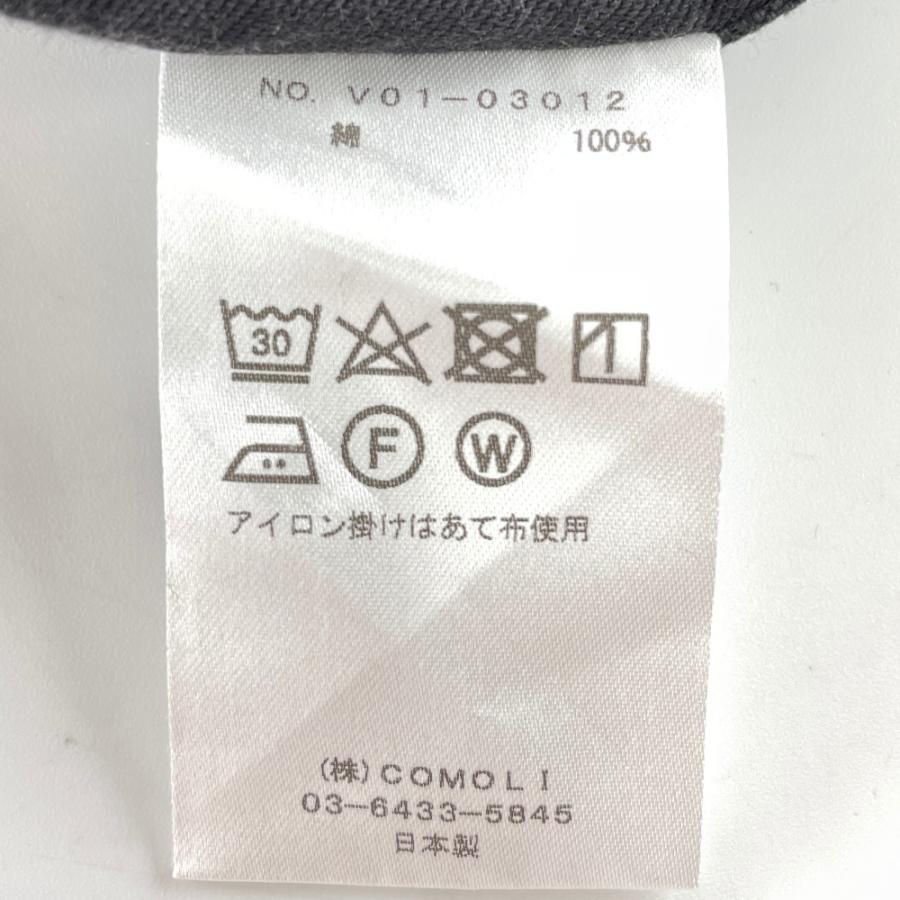 NO. V01-03012
綿 100%
30
F W
アイロン掛けはあて布使用
(株)COMOLI
03-6433-5845
日本製